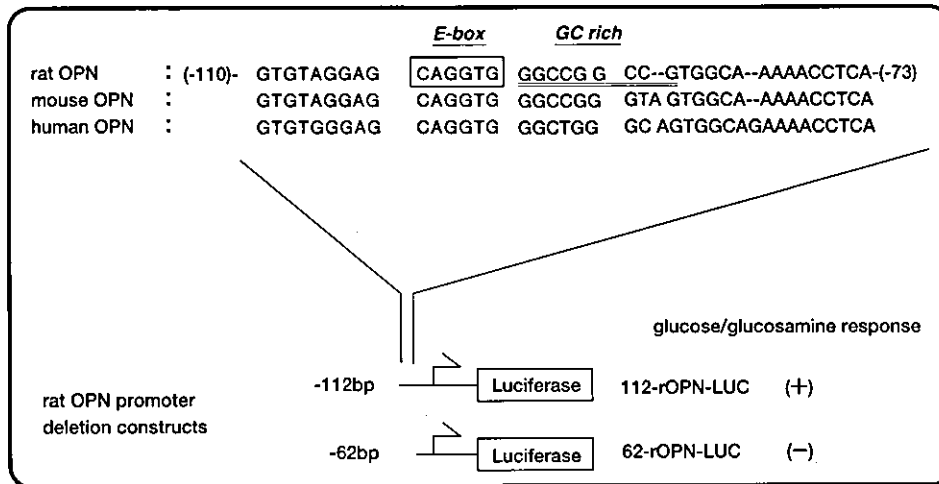 E-box GC rich
rat OPN : (-110)- GTGTAGGAG CAGGTG GGCCG G CC--GTGGCA--AAAACCTCA-(-73)
mouse OPN : GTGTAGGAG CAGGTG GGCCGG GTA GTGGCA--AAAACCTCA
human OPN : GTGTGGGAG CAGGTG GGCTGG GC AGTGGCAGAAAACCTCA
glucose/glucosamine response
-112bp Luciferase 112-rOPN-LUC (+)
rat OPN promoter
deletion constructs
-62bp Luciferase 62-rOPN-LUC (−)